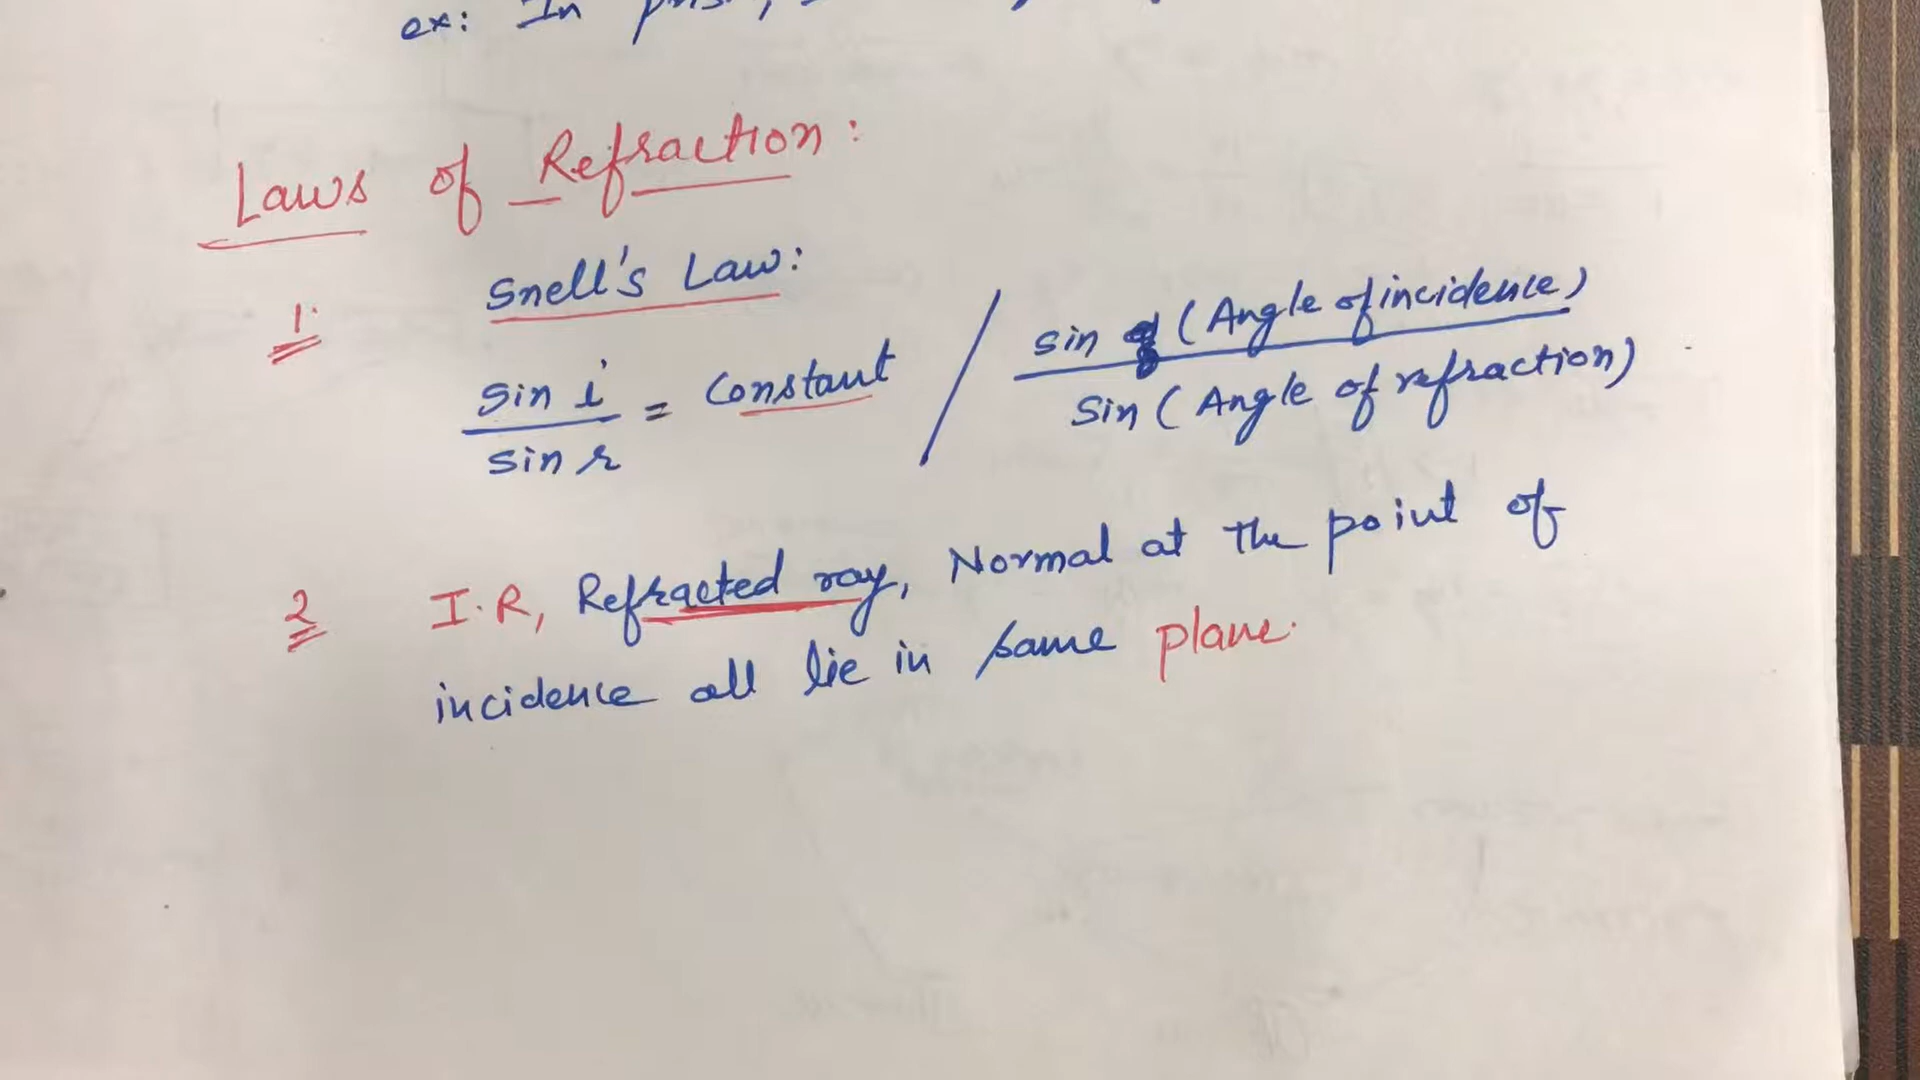 ex: In
Laws of Refraction:
1. Snell's Law:
sin i / sin r = Constant / sin (Angle of incidence) / Sin (Angle of refraction)
2 I.R, Refracted ray, Normal at the point of
incidence all lie in same plane.